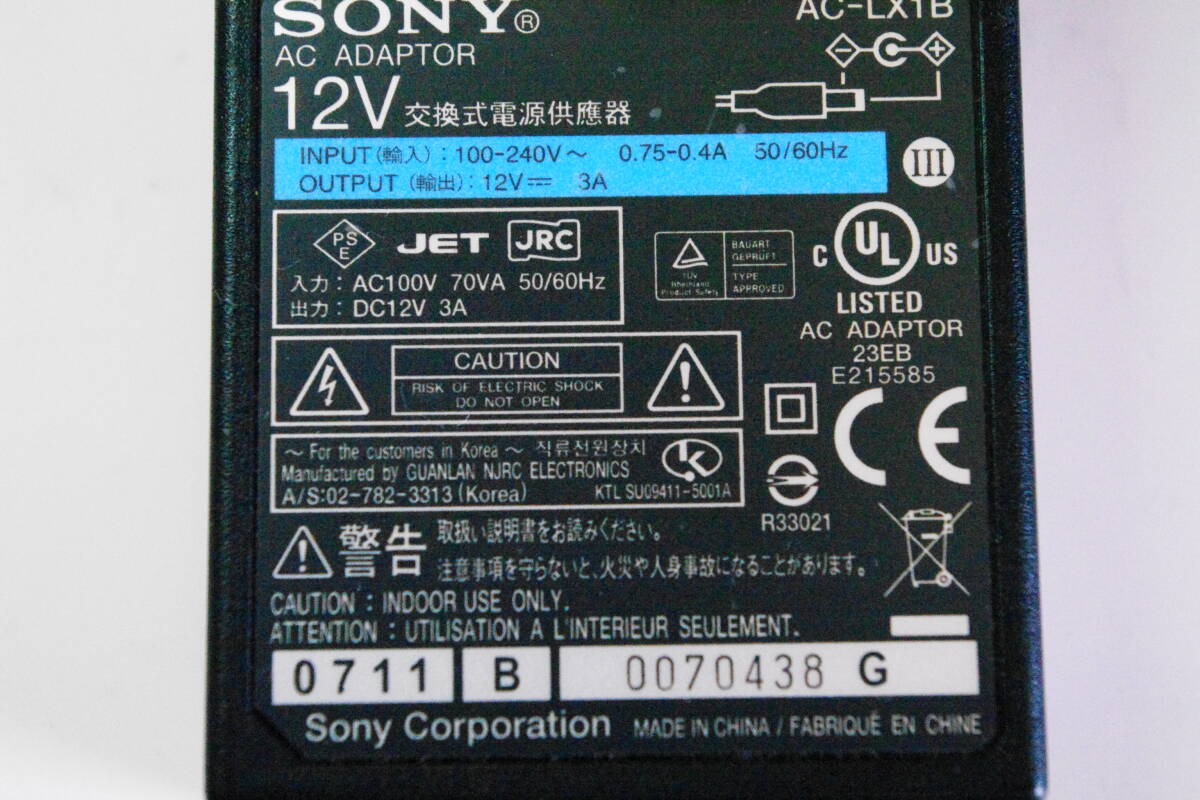 SONY®
AC-LX1B
AC ADAPTOR
12V 交換式電源供應器
INPUT (輸入) : 100-240V～ 0.75-0.4A 50/60Hz
OUTPUT (輸出) : 12V⎓ 3A
III
PS
E
JET
JRC
入力 : AC100V 70VA 50/60Hz
出力 : DC12V 3A
TÜV
Rheinland
Product Safety
BAUART
GEPRÜFT
TYPE
APPROVED
C UL US
LISTED
AC ADAPTOR
23EB
E215585
CAUTION
RISK OF ELECTRIC SHOCK
DO NOT OPEN
CE
～ For the customers in Korea ～ 직류전원장치
Manufactured by GUANLAN NJRC ELECTRONICS
A/S:02-782-3313 (Korea)
KTL SU09411-5001A
R33021
警告
取扱い説明書をお読みください。
注意事項を守らないと、火災や人身事故になることがあります。
CAUTION : INDOOR USE ONLY.
ATTENTION : UTILISATION A L'INTERIEUR SEULEMENT.
0711 B 0070438 G
Sony Corporation MADE IN CHINA / FABRIQUÉ EN CHINE